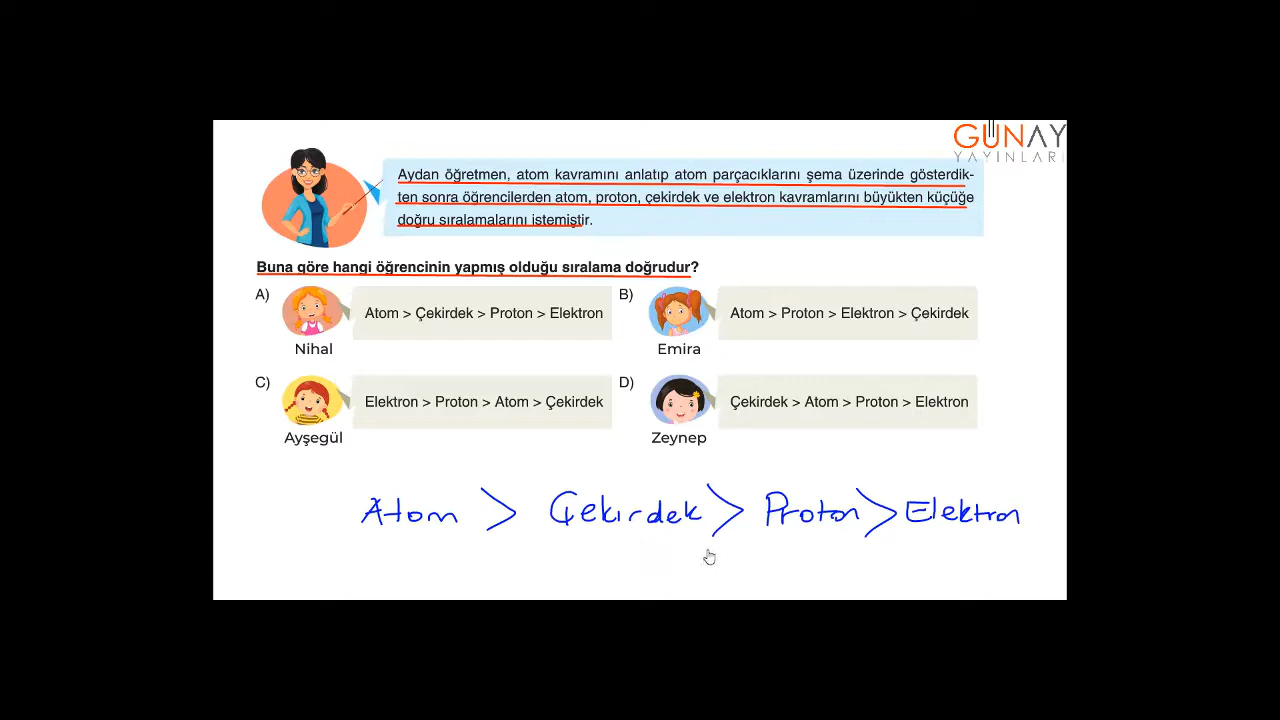 GÜNAY
YAYINLARI
Aydan öğretmen, atom kavramını anlatıp atom parçacıklarını şema üzerinde gösterdik-
ten sonra öğrencilerden atom, proton, çekirdek ve elektron kavramlarını büyükten küçüğe
doğru sıralamalarını istemiştir.
Buna göre hangi öğrencinin yapmış olduğu sıralama doğrudur?
A) Atom > Çekirdek > Proton > Elektron
Nihal
B) Atom > Proton > Elektron > Çekirdek
Emira
C) Elektron > Proton > Atom > Çekirdek
Ayşegül
D) Çekirdek > Atom > Proton > Elektron
Zeynep
Atom > Çekirdek > Proton > Elektron